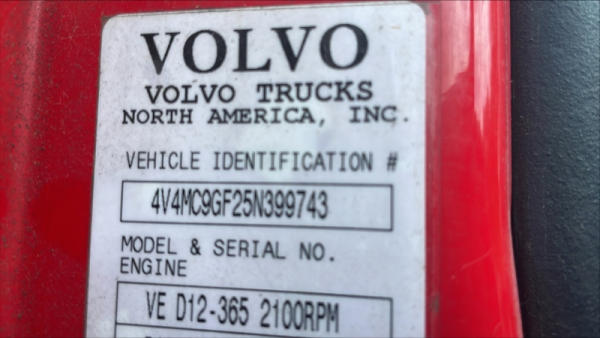 VOLVO
VOLVO TRUCKS
NORTH AMERICA, INC.
VEHICLE IDENTIFICATION #
4V4MC9GF25N399743
MODEL & SERIAL NO.
ENGINE
VE D12-365 2100RPM